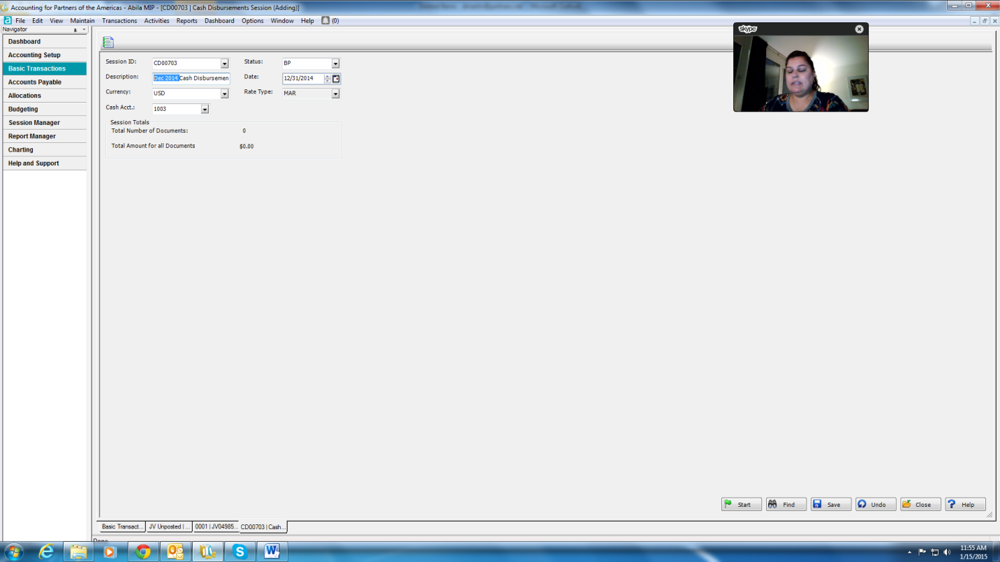 Accounting for Partners of the Americas - Abila MIP - [CD00703 | Cash Disbursements Session (Adding)]
File Edit View Maintain Transactions Activities Reports Dashboard Options Window Help (0)
Navigator
Dashboard
Accounting Setup
Basic Transactions
Accounts Payable
Allocations
Budgeting
Session Manager
Report Manager
Charting
Help and Support
Session ID: CD00703 Status: BP
Description: Dec 2014 Cash Disbursemen Date: 12/31/2014
Currency: USD Rate Type: MAR
Cash Acct.: 1003
Session Totals
Total Number of Documents: 0
Total Amount for all Documents $0.00
skype
Start Find Save Undo Close Help
Basic Transact... JV Unposted | ... 0001 | JV04985... CD00703 | Cash...
Done
11:55 AM
1/15/2015